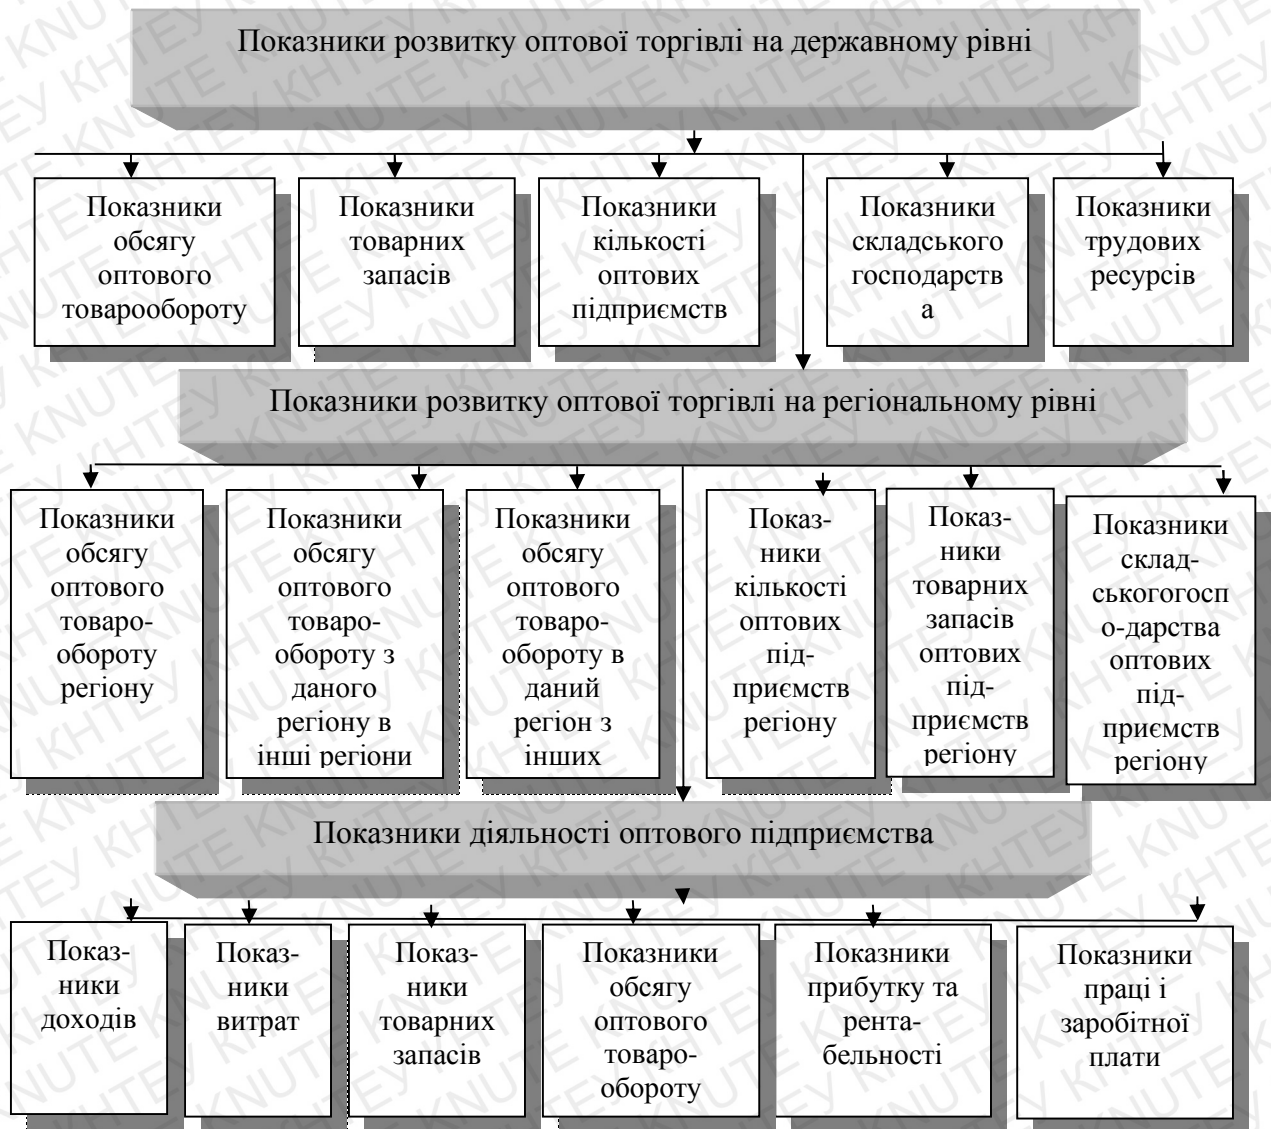 Показники розвитку оптової торгівлі на державному рівні
Показники
обсягу
оптового
товарообороту
Показники
товарних
запасів
Показники
кількості
оптових
підприємств
Показники
складського
господарств
а
Показники
трудових
ресурсів
Показники розвитку оптової торгівлі на регіональному рівні
Показники
обсягу
оптового
товаро-
обороту
регіону
Показники
обсягу
оптового
товаро-
обороту з
даного
регіону в
інші регіони
Показники
обсягу
оптового
товаро-
обороту в
даний
регіон з
інших
Показ-
ники
кількості
оптових
під-
приємств
регіону
Показ-
ники
товарних
запасів
оптових
під-
приємств
регіону
Показники
склад-
ськогогосп
о-дарства
оптових
під-
приємств
регіону
Показники діяльності оптового підприємства
Показ-
ники
доходів
Показ-
ники
витрат
Показ-
ники
товарних
запасів
Показники
обсягу
оптового
товаро-
обороту
Показники
прибутку та
рента-
бельності
Показники
праці і
заробітної
плати